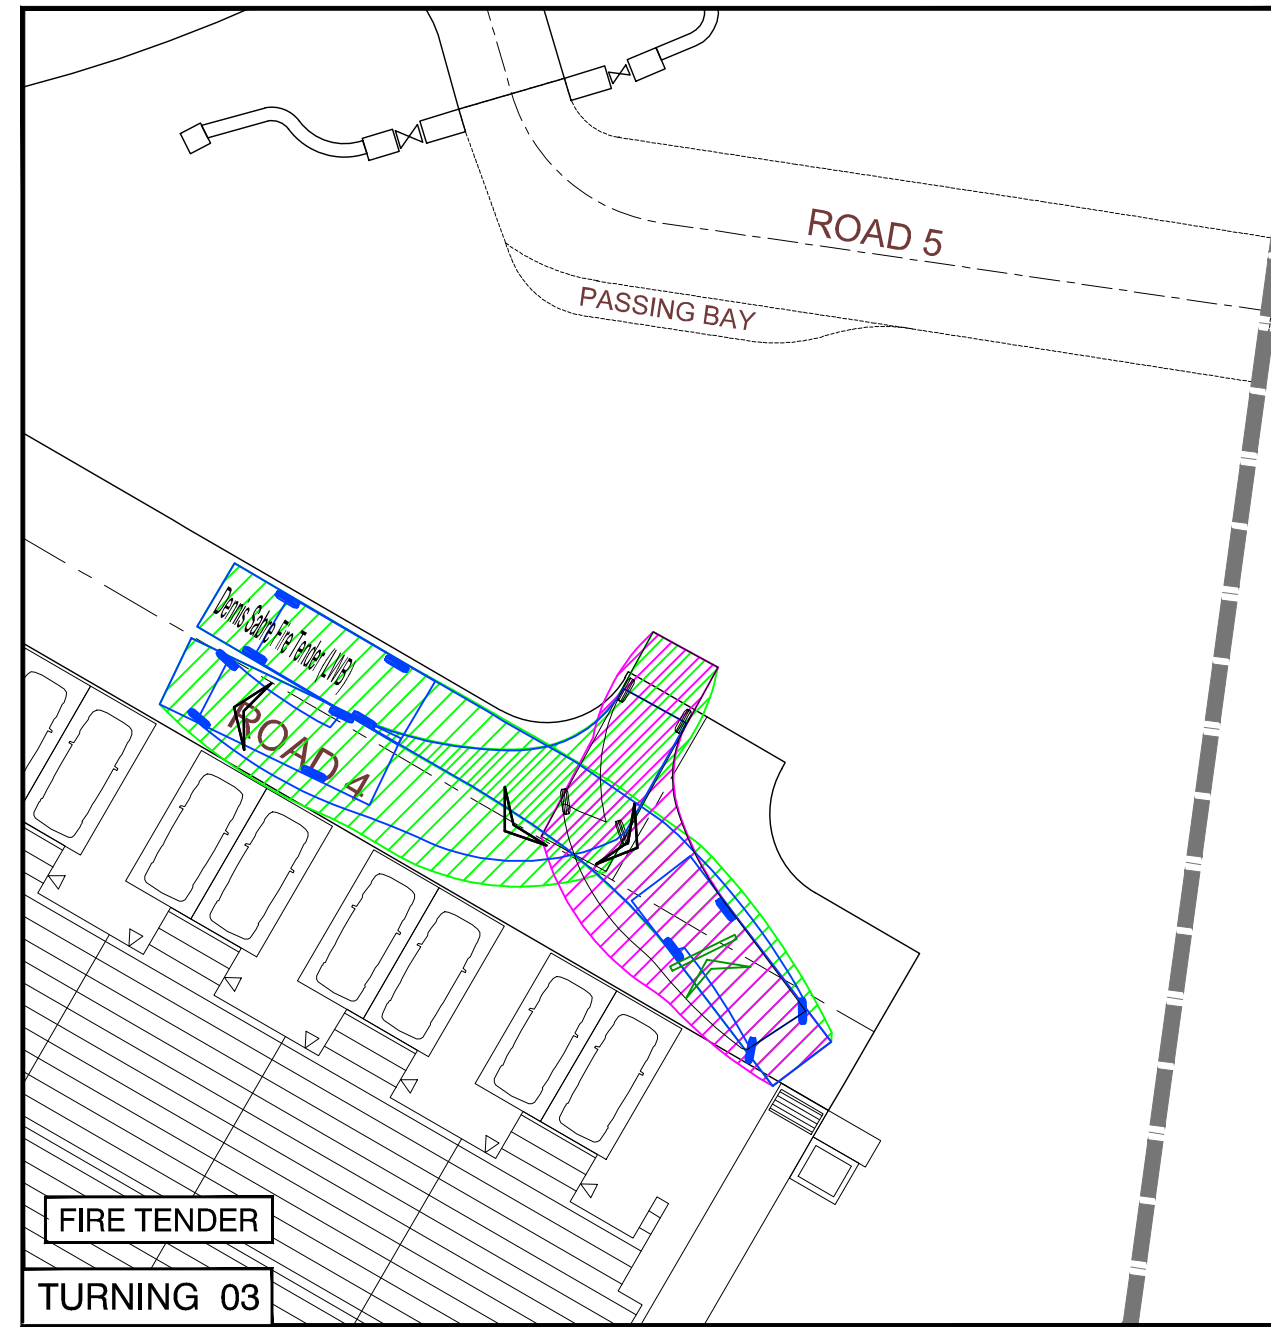 ROAD 5
PASSING BAY
Dennis Sabre Fire Tender (LWB)
ROAD 4
FIRE TENDER
TURNING 03